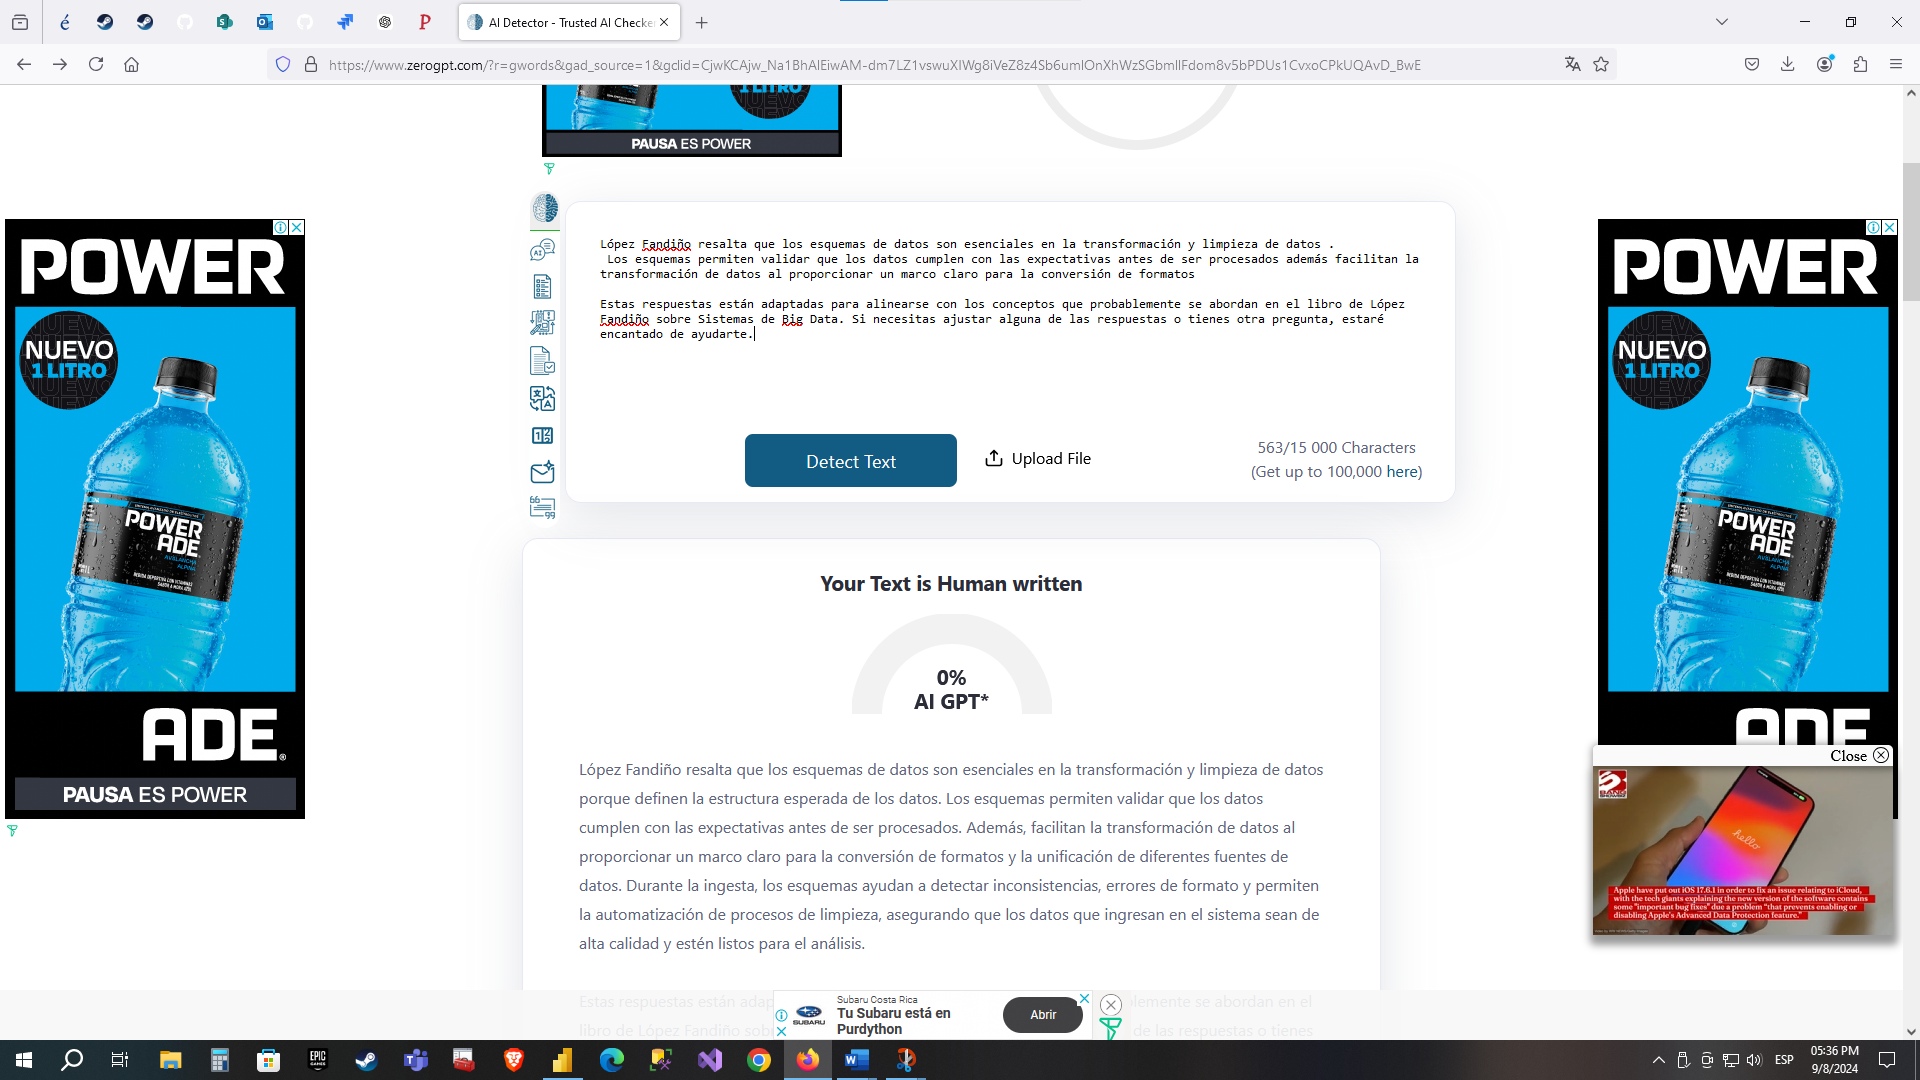 AI Detector - Trusted AI Checker
https://www.zerogpt.com/?r=gwords&gad_source=1&gclid=CjwKCAjw_Na1BhAlEiwAM-dm7LZ1vswuXIWg8iVeZ8z4Sb6umIOnXhWzSGbmIlFdom8v5bPDUs1CvxoCPkUQAvD_BwE
1 LITRO
PAUSA ES POWER
López Fandiño resalta que los esquemas de datos son esenciales en la transformación y limpieza de datos .
Los esquemas permiten validar que los datos cumplen con las expectativas antes de ser procesados además facilitan la
transformación de datos al proporcionar un marco claro para la conversión de formatos
Estas respuestas están adaptadas para alinearse con los conceptos que probablemente se abordan en el libro de López
Fandiño sobre Sistemas de Big Data. Si necesitas ajustar alguna de las respuestas o tienes otra pregunta, estaré
encantado de ayudarte.
Detect Text
Upload File
563/15 000 Characters
(Get up to 100,000 here)
Your Text is Human written
0%
AI GPT*
López Fandiño resalta que los esquemas de datos son esenciales en la transformación y limpieza de datos
porque definen la estructura esperada de los datos. Los esquemas permiten validar que los datos
cumplen con las expectativas antes de ser procesados. Además, facilitan la transformación de datos al
proporcionar un marco claro para la conversión de formatos y la unificación de diferentes fuentes de
datos. Durante la ingesta, los esquemas ayudan a detectar inconsistencias, errores de formato y permiten
la automatización de procesos de limpieza, asegurando que los datos que ingresan en el sistema sean de
alta calidad y estén listos para el análisis.
Estas respuestas están adap
blemente se abordan en el
libro de López Fandiño sob
de las respuestas o tienes
Subaru Costa Rica
Tu Subaru está en
Purdython
SUBARU
Abrir
POWER
NUEVO
1 LITRO
POWER
ADE
AVALANCHA
ALPINA
ADE
PAUSA ES POWER
POWER
NUEVO
1 LITRO
POWER
ADE
AVALANCHA
ALPINA
ADE
Close
hello
Apple have put out iOS 17.6.1 in order to fix an issue relating to iCloud,
with the tech giants explaining the new version of the software contains
some "important bug fixes" due a problem "that prevents enabling or
disabling Apple's Advanced Data Protection feature."
EPIC
GAMES
ESP
05:36 PM
9/8/2024